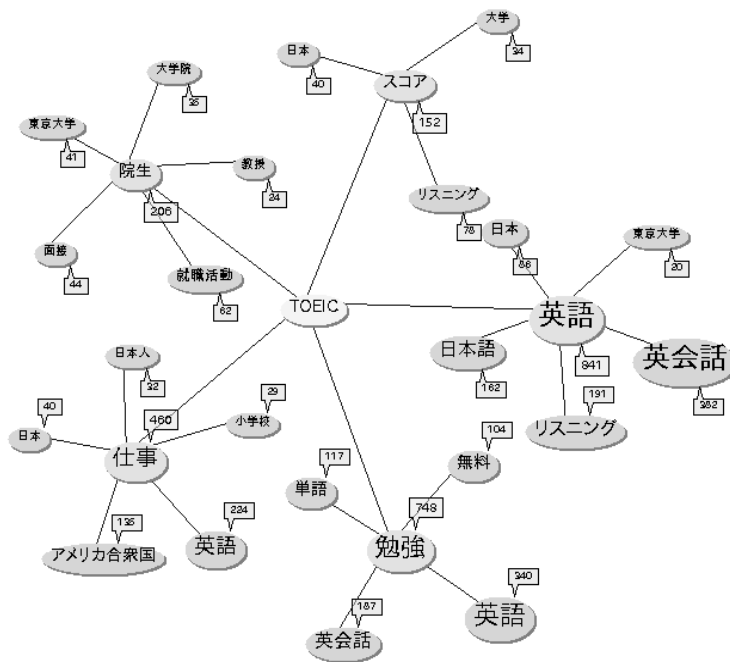 大学
34
日本
40
スコア
152
大学院
35
東京大学
41
院生
206
教授
24
面接
44
就職活動
62
リスニング
78
日本
86
東京大学
20
TOEIC
英語
841
日本語
162
英会話
382
リスニング
191
日本人
32
日本
40
460
仕事
29
小学校
135
アメリカ合衆国
224
英語
117
単語
104
無料
748
勉強
187
英会話
340
英語